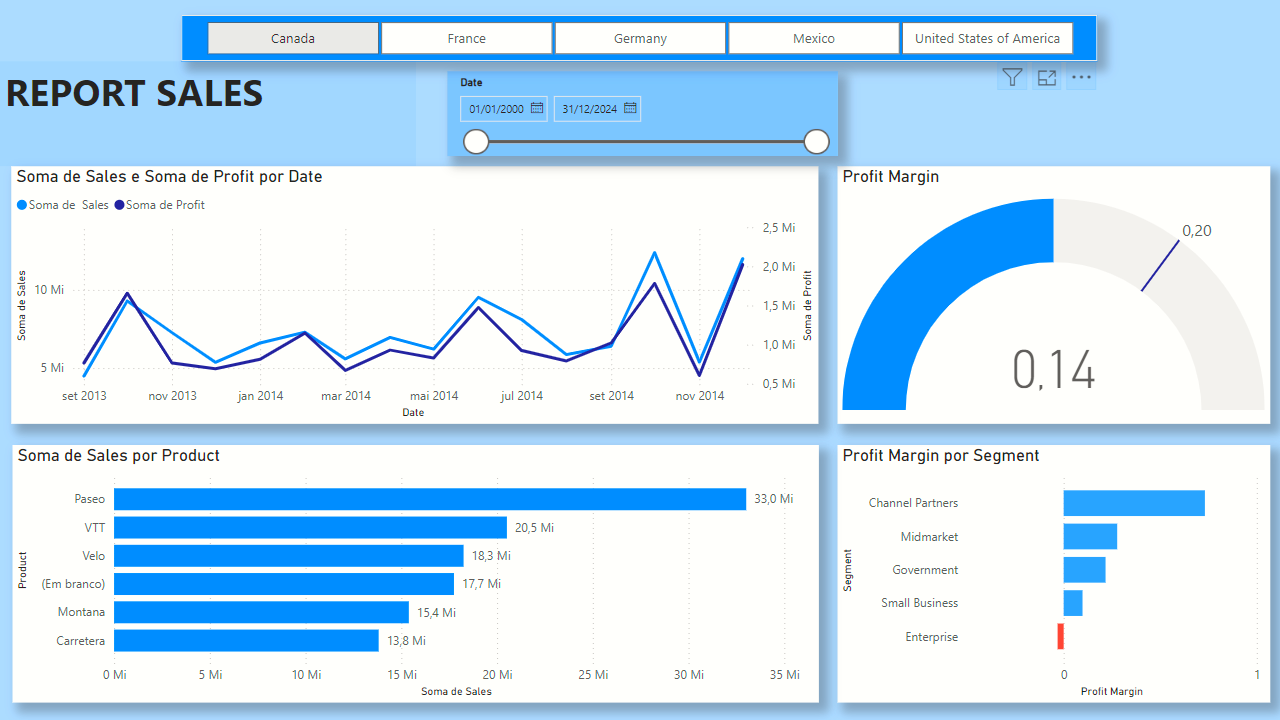 Canada France Germany Mexico United States of America
REPORT SALES
Date
01/01/2000 31/12/2024
Soma de Sales e Soma de Profit por Date
Soma de Sales Soma de Profit
Soma de Sales
10 Mi
5 Mi
2,5 Mi
2,0 Mi
1,5 Mi
1,0 Mi
0,5 Mi
Soma de Profit
set 2013 nov 2013 jan 2014 mar 2014 mai 2014 jul 2014 set 2014 nov 2014
Date
Profit Margin
0,20
0,14
Soma de Sales por Product
Product
Paseo 33,0 Mi
VTT 20,5 Mi
Velo 18,3 Mi
(Em branco) 17,7 Mi
Montana 15,4 Mi
Carretera 13,8 Mi
0 Mi 5 Mi 10 Mi 15 Mi 20 Mi 25 Mi 30 Mi 35 Mi
Soma de Sales
Profit Margin por Segment
Segment
Channel Partners
Midmarket
Government
Small Business
Enterprise
0 1
Profit Margin